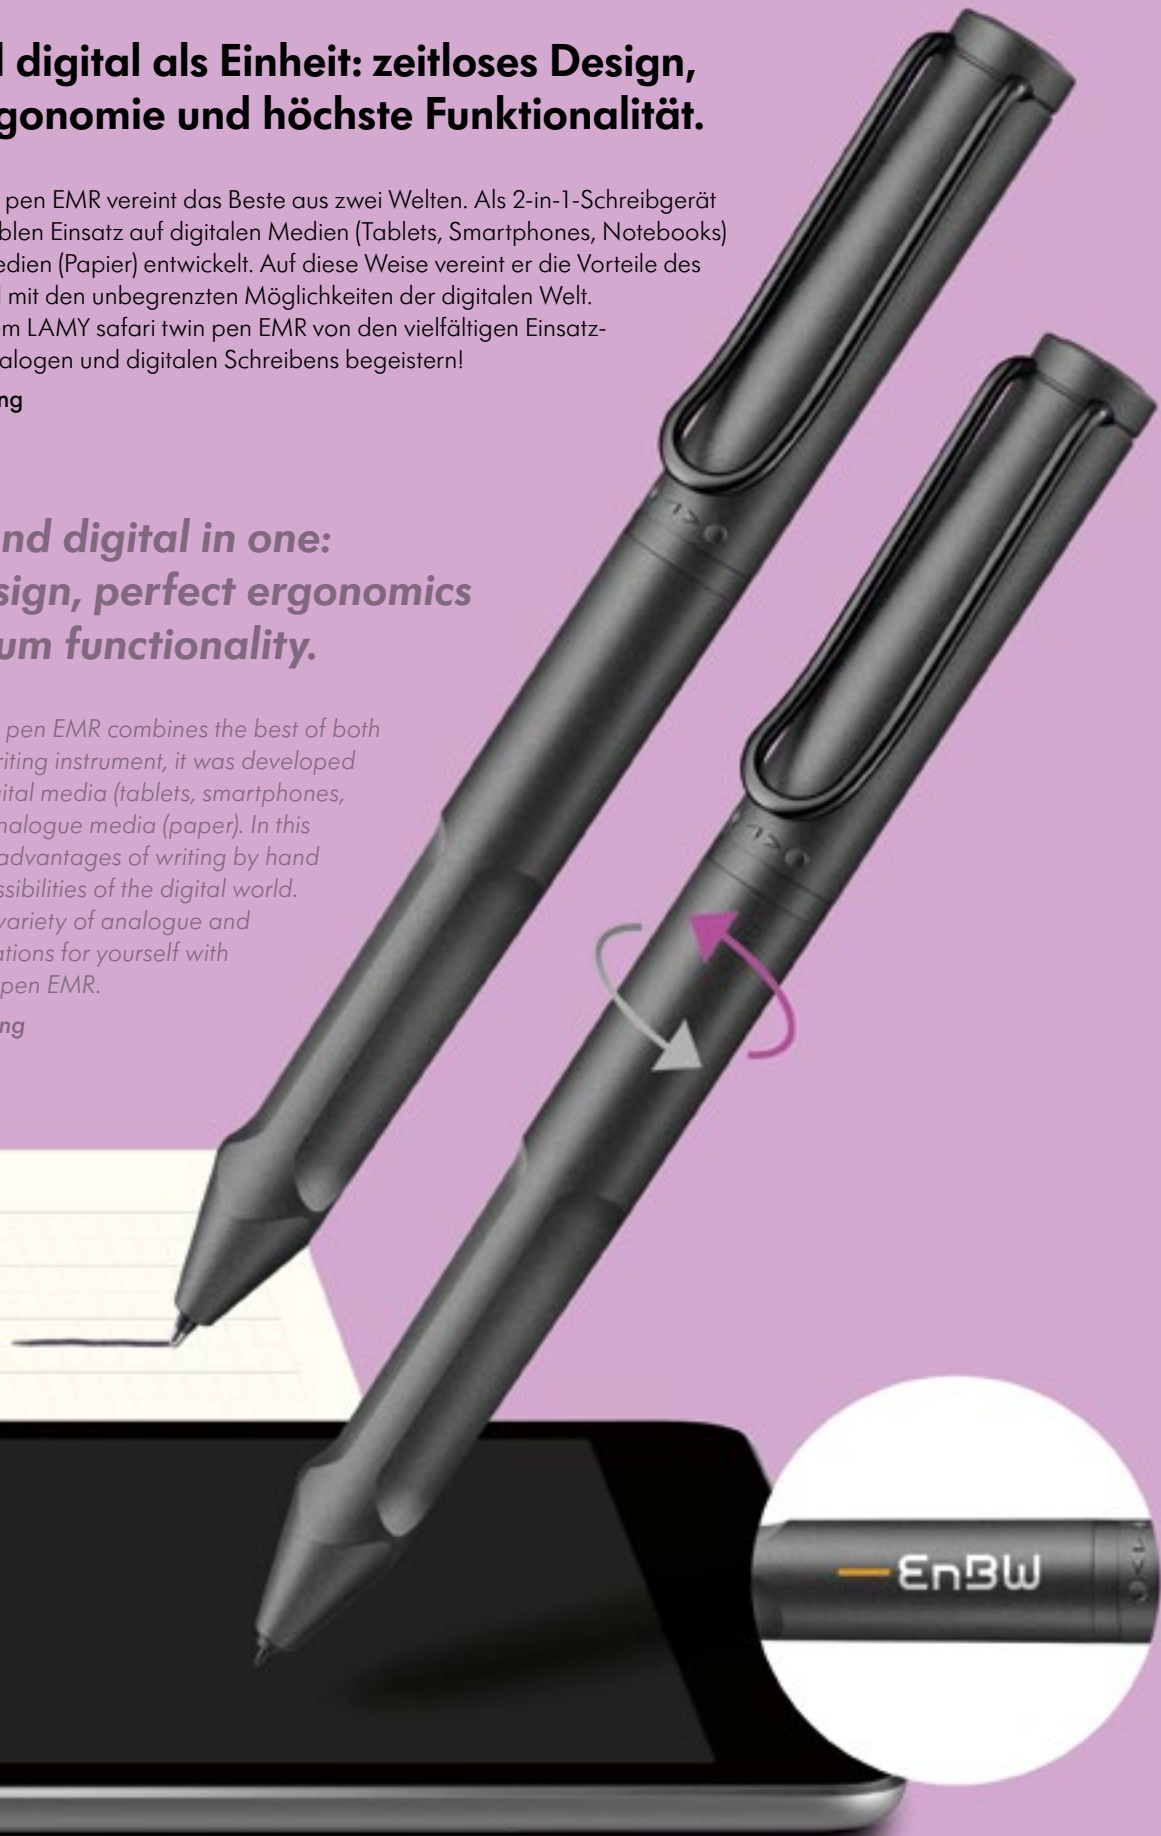 l digital als Einheit: zeitloses Design,
gonomie und höchste Funktionalität.
pen EMR vereint das Beste aus zwei Welten. Als 2-in-1-Schreibgerät
blen Einsatz auf digitalen Medien (Tablets, Smartphones, Notebooks)
edien (Papier) entwickelt. Auf diese Weise vereint er die Vorteile des
l mit den unbegrenzten Möglichkeiten der digitalen Welt.
em LAMY safari twin pen EMR von den vielfältigen Einsatz-
alogen und digitalen Schreibens begeistern!
ng
nd digital in one:
sign, perfect ergonomics
um functionality.
pen EMR combines the best of both
riting instrument, it was developed
gital media (tablets, smartphones,
nalogue media (paper). In this
advantages of writing by hand
ssibilities of the digital world.
variety of analogue and
ations for yourself with
pen EMR.
ng
EnBW